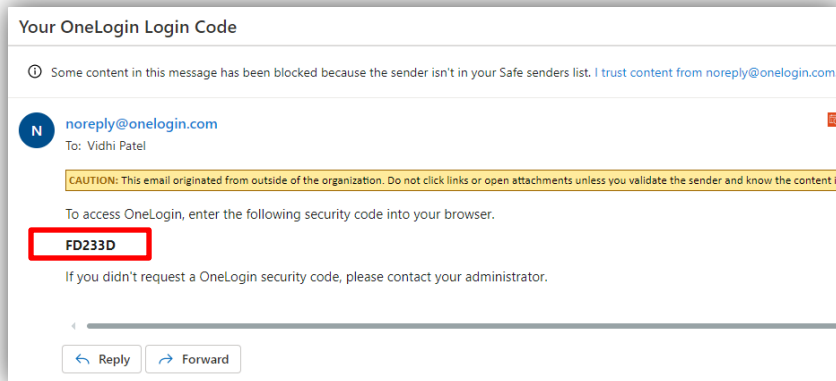 Your OneLogin Login Code
Some content in this message has been blocked because the sender isn't in your Safe senders list. I trust content from noreply@onelogin.com
N
noreply@onelogin.com
To: Vidhi Patel
CAUTION: This email originated from outside of the organization. Do not click links or open attachments unless you validate the sender and know the content
To access OneLogin, enter the following security code into your browser.
FD233D
If you didn't request a OneLogin security code, please contact your administrator.
Reply Forward